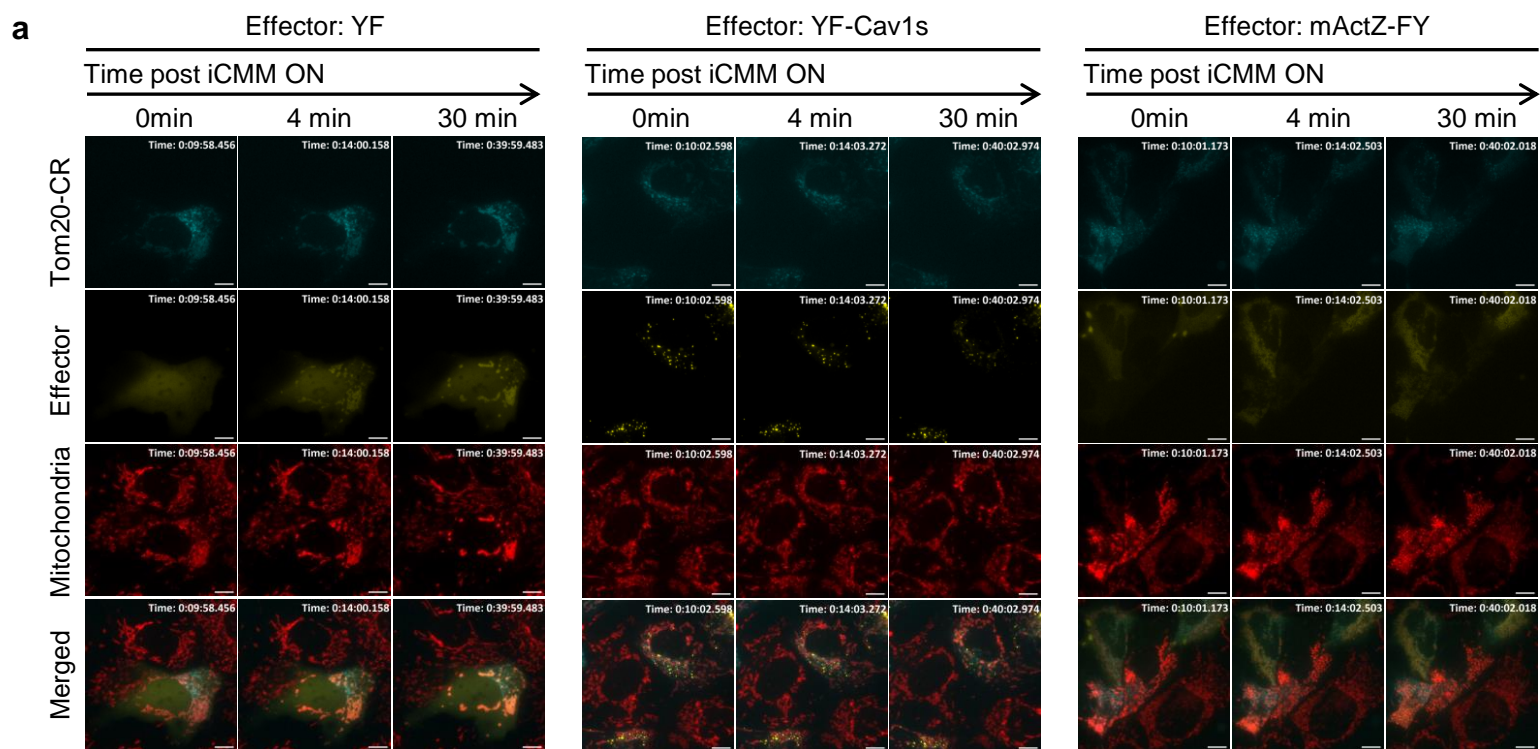 a
Effector: YF
Effector: YF-Cav1s
Effector: mActZ-FY
Time post iCMM ON
Time post iCMM ON
Time post iCMM ON
0min 4 min 30 min
0min 4 min 30 min
0min 4 min 30 min
Tom20-CR
Time: 0:09:58.456 Time: 0:14:00.158 Time: 0:39:59.483
Time: 0:10:02.598 Time: 0:14:03.272 Time: 0:40:02.974
Time: 0:10:01.173 Time: 0:14:02.503 Time: 0:40:02.018
Effector
Time: 0:09:58.456 Time: 0:14:00.158 Time: 0:39:59.483
Time: 0:10:02.598 Time: 0:14:03.272 Time: 0:40:02.974
Time: 0:10:01.173 Time: 0:14:02.503 Time: 0:40:02.018
Mitochondria
Time: 0:09:58.456 Time: 0:14:00.158 Time: 0:39:59.483
Time: 0:10:02.598 Time: 0:14:03.272 Time: 0:40:02.974
Time: 0:10:01.173 Time: 0:14:02.503 Time: 0:40:02.018
Merged
Time: 0:09:58.456 Time: 0:14:00.158 Time: 0:39:59.483
Time: 0:10:02.598 Time: 0:14:03.272 Time: 0:40:02.974
Time: 0:10:01.173 Time: 0:14:02.503 Time: 0:40:02.018